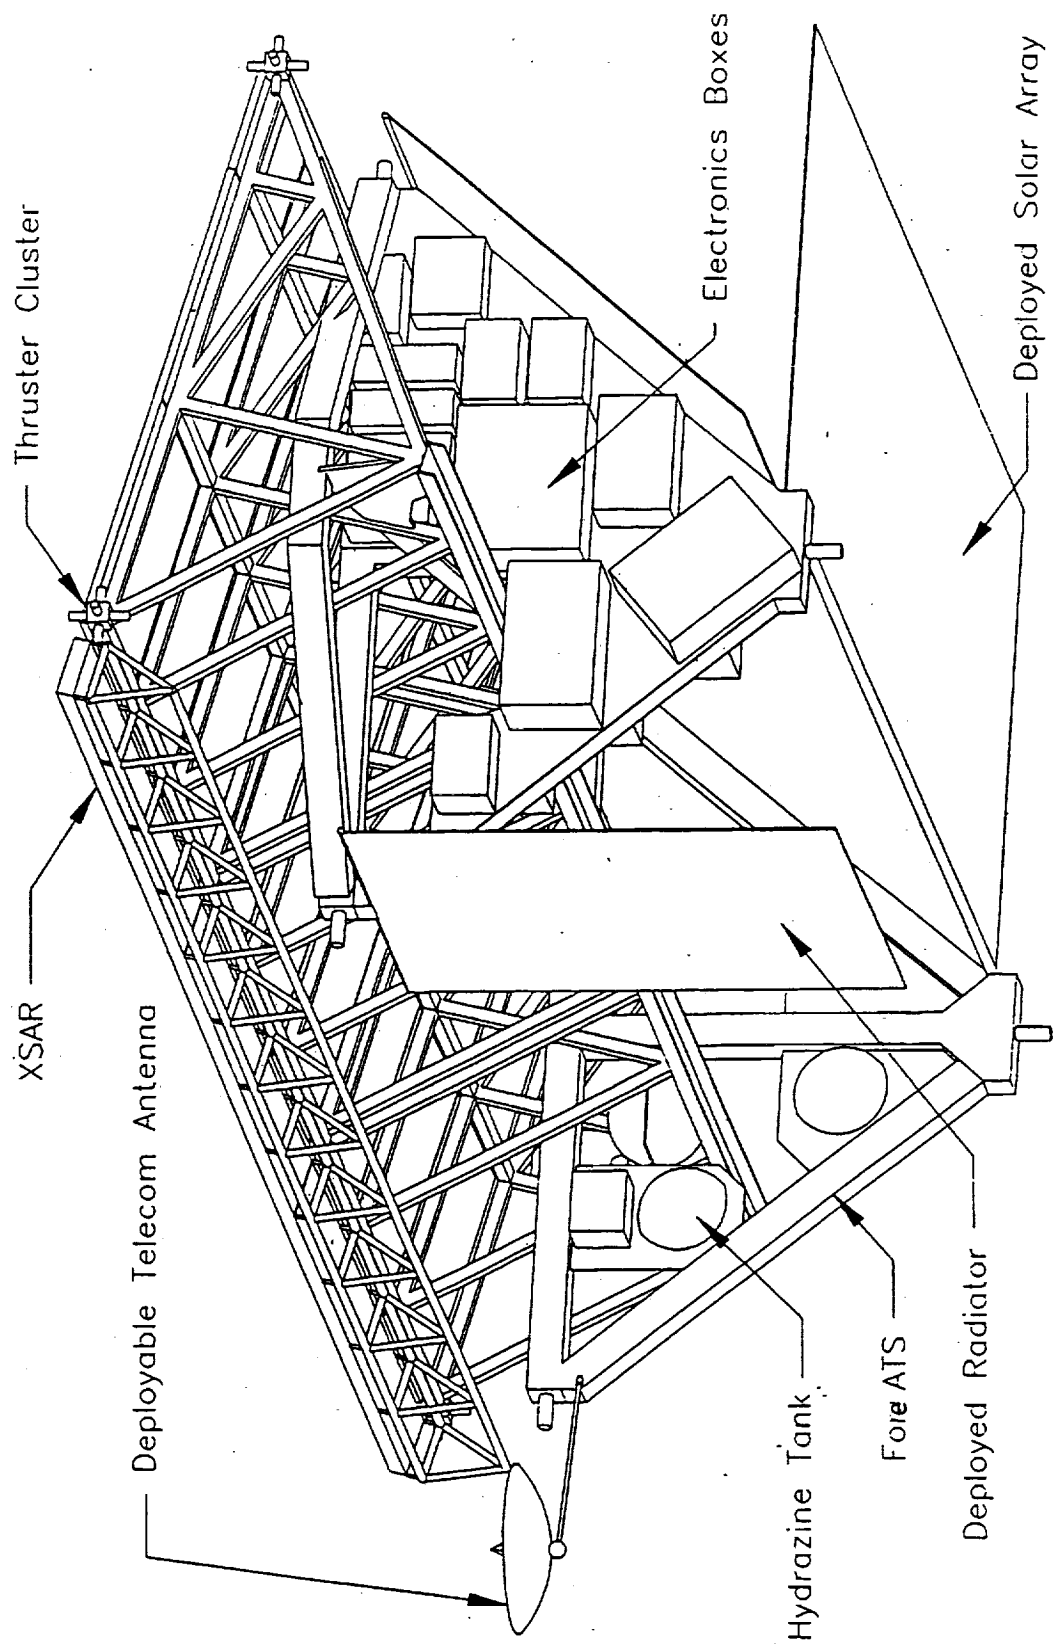 XSAR
Thruster Cluster
Deployable Telecom Antenna
Electronics Boxes
Deployed Solar Array
Hydrazine Tank
Fore ATS
Deployed Radiator